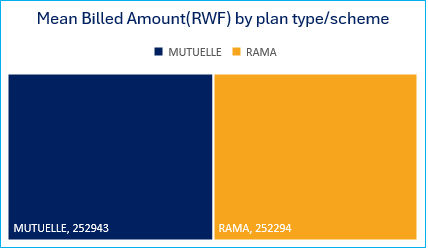 Mean Billed Amount(RWF) by plan type/scheme
MUTUELLE RAMA
MUTUELLE, 252943
RAMA, 252294